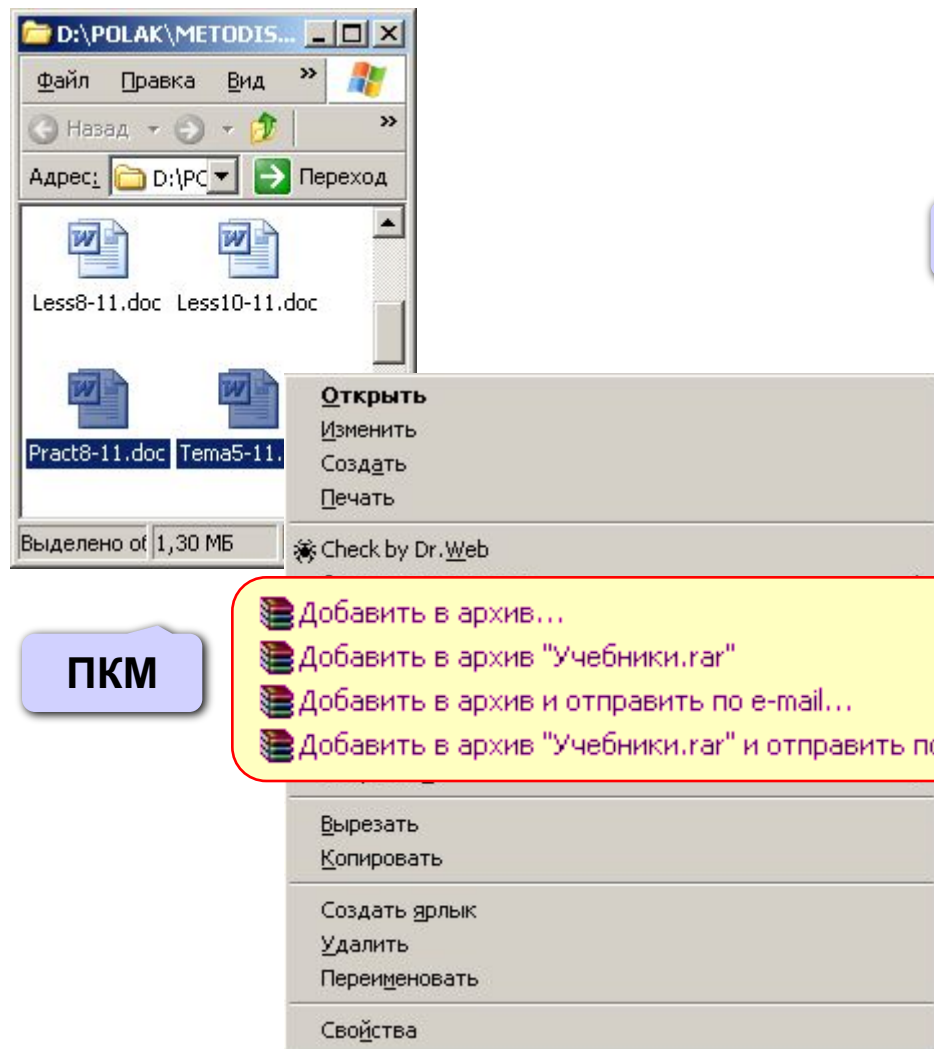 D:\POLAK\METODIS...
Файл Правка Вид »
Назад »
Адрес: D:\PC Переход
Less8-11.doc Less10-11.doc
Pract8-11.doc Tema5-11.
Выделено об 1,30 МБ
Открыть
Изменить
Создать
Печать
Check by Dr.Web
ПКМ
Добавить в архив...
Добавить в архив "Учебники.rar"
Добавить в архив и отправить по e-mail...
Добавить в архив "Учебники.rar" и отправить по
Вырезать
Копировать
Создать ярлык
Удалить
Переименовать
Свойства